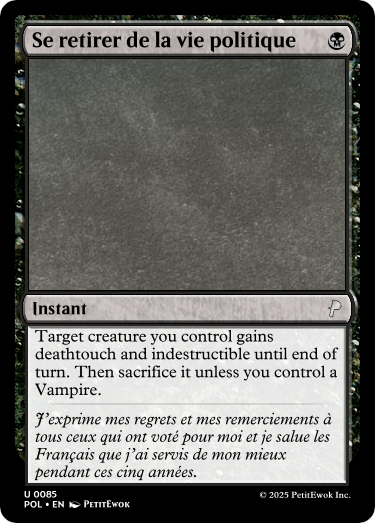 Se retirer de la vie politique
Instant
Target creature you control gains
deathtouch and indestructible until end of
turn. Then sacrifice it unless you control a
Vampire.
J'exprime mes regrets et mes remerciements à
tous ceux qui ont voté pour moi et je salue les
Français que j'ai servis de mon mieux
pendant ces cinq années.
U 0085
POL • EN PetitEwok
© 2025 PetitEwok Inc.